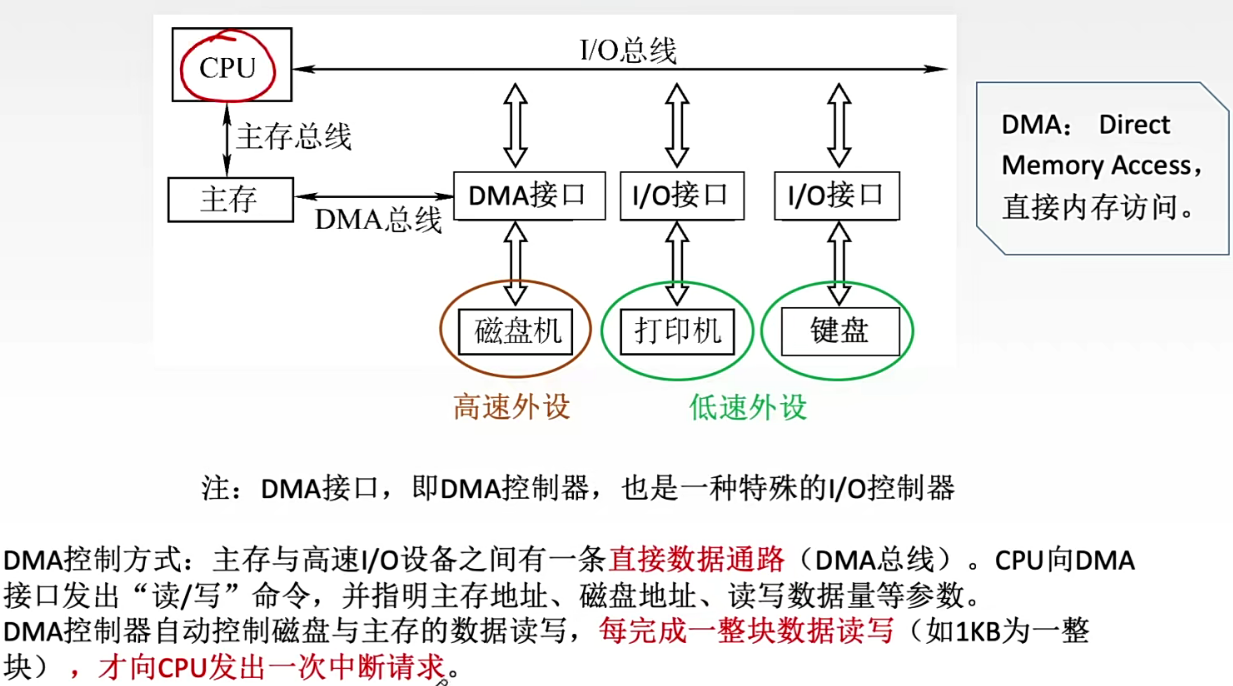 CPU
I/O总线
主存总线
DMA： Direct
Memory Access，
直接内存访问。
主存
DMA总线
DMA接口
I/O接口
I/O接口
磁盘机
打印机
键盘
高速外设
低速外设
注：DMA接口，即DMA控制器，也是一种特殊的I/O控制器
DMA控制方式：主存与高速I/O设备之间有一条直接数据通路（DMA总线）。CPU向DMA
接口发出“读/写”命令，并指明主存地址、磁盘地址、读写数据量等参数。
DMA控制器自动控制磁盘与主存的数据读写，每完成一整块数据读写（如1KB为一整
块），才向CPU发出一次中断请求。